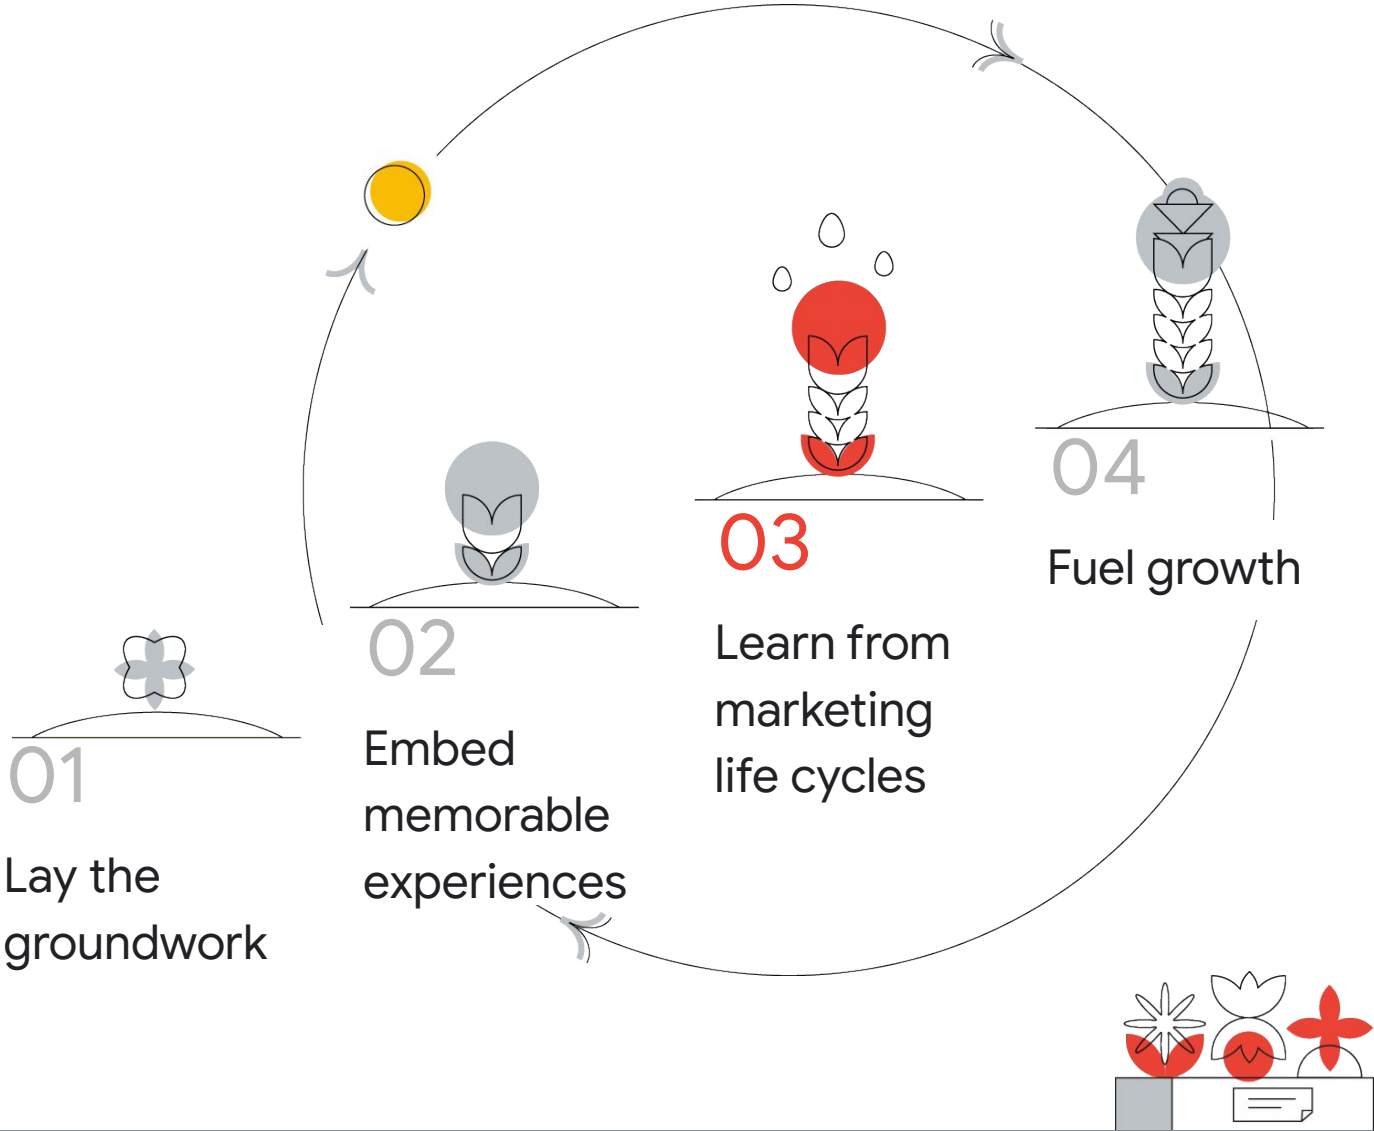 01
Lay the
groundwork
02
Embed
memorable
experiences
03
Learn from
marketing
life cycles
04
Fuel growth